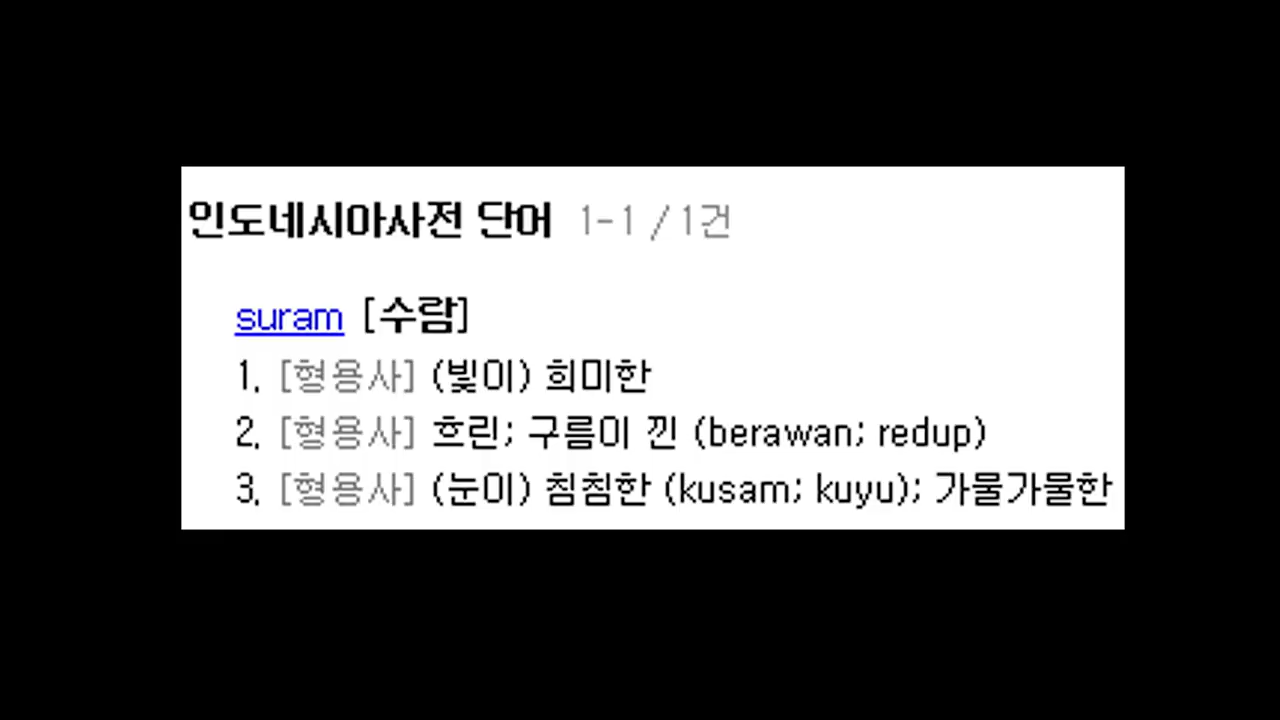 인도네시아사전 단어 1-1 / 1건
suram [수람]
1. [형용사] (빛이) 희미한
2. [형용사] 흐린; 구름이 낀 (berawan; redup)
3. [형용사] (눈이) 침침한 (kusam; kuyu); 가물가물한